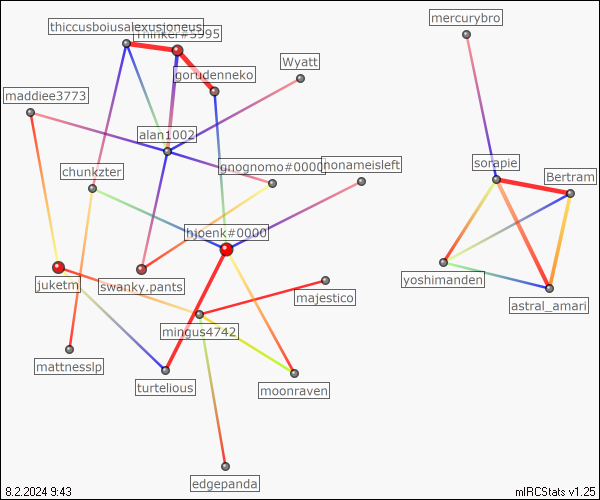 mercurybro
thiccusboiusalexusjoneus
Thinker#5995
gorudenneko
Wyatt
maddiee3773
alan1002
sorapie
chunkzter
gnognomo#0000
nonameisleft
Bertram
hjoenk#0000
juketm
swanky.pants
yoshimanden
majestico
astral_amari
mingus4742
mattnesslp
turtelious
moonraven
edgepanda
8.2.2024 9:43
mIRCStats v1.25